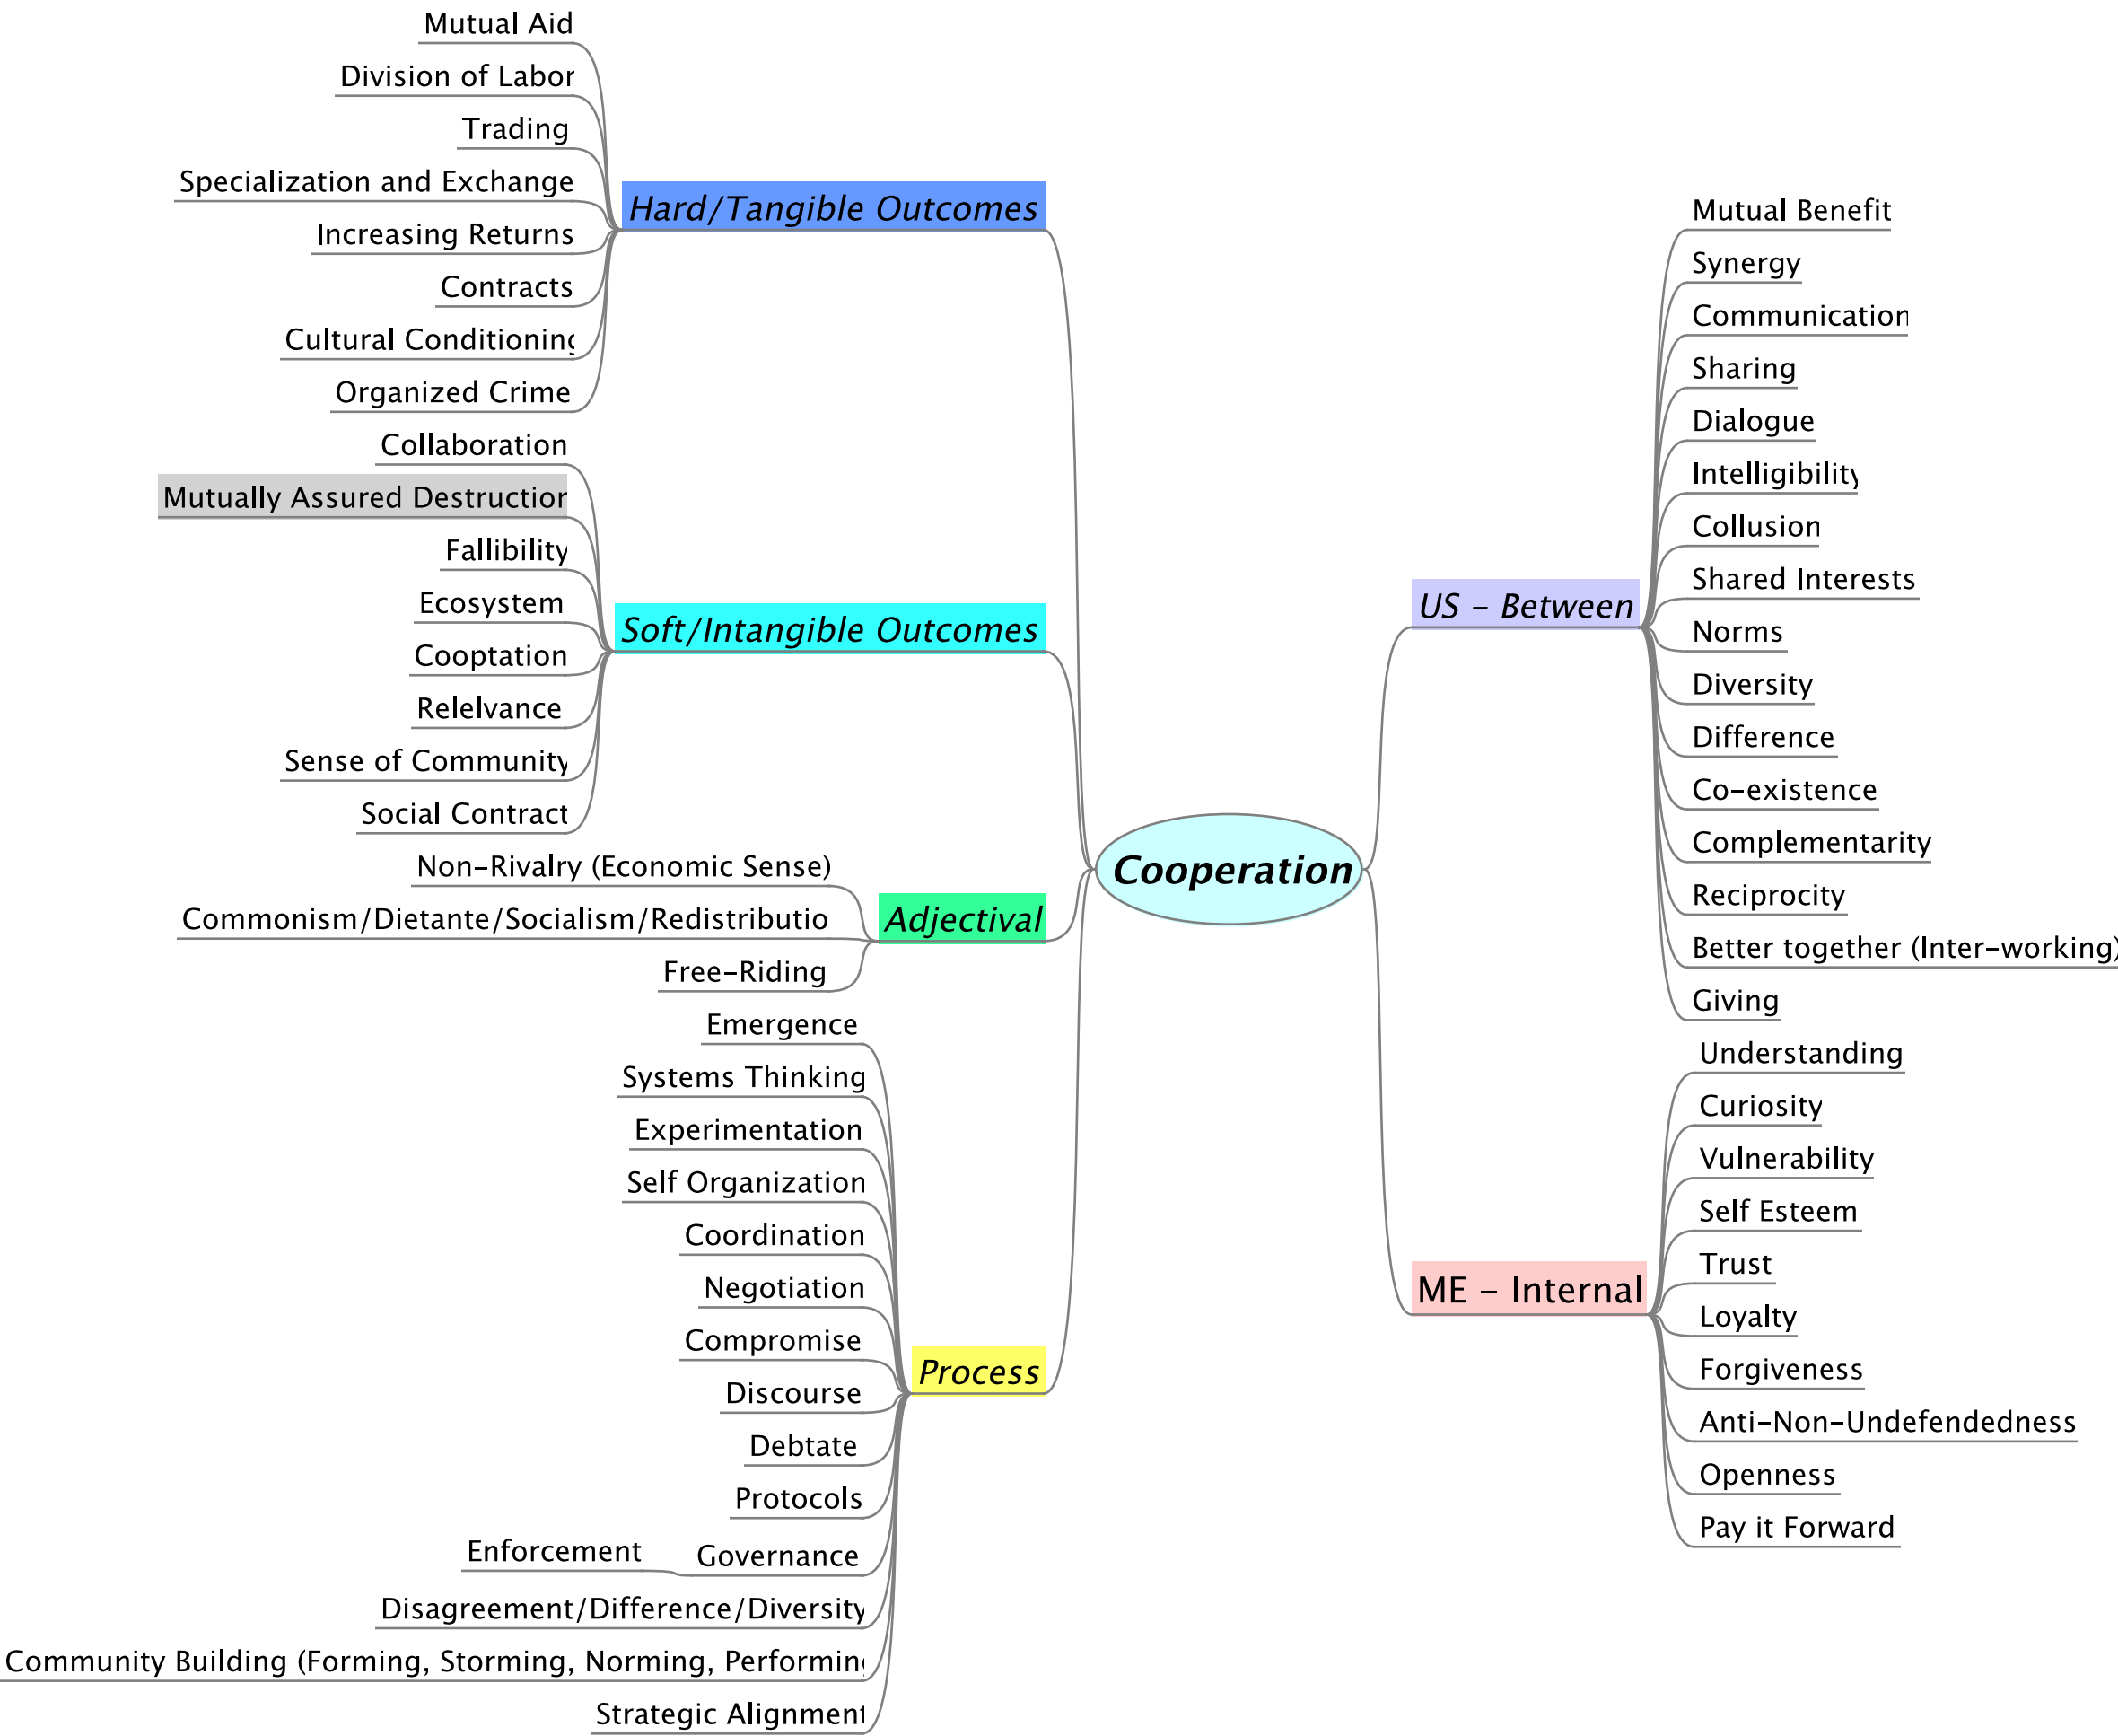 Mutual Aid
Division of Labor
Trading
Specialization and Exchange
Increasing Returns
Contracts
Cultural Conditioning
Organized Crime
Hard/Tangible Outcomes
Collaboration
Mutually Assured Destruction
Fallibility
Ecosystem
Cooptation
Relelvance
Sense of Community
Social Contract
Soft/Intangible Outcomes
Non-Rivalry (Economic Sense)
Commonism/Dietante/Socialism/Redistributio
Free-Riding
Adjectival
Emergence
Systems Thinking
Experimentation
Self Organization
Coordination
Negotiation
Compromise
Discourse
Debtate
Protocols
Enforcement
Governance
Disagreement/Difference/Diversity
Community Building (Forming, Storming, Norming, Performing
Strategic Alignment
Process
Cooperation
US - Between
Mutual Benefit
Synergy
Communication
Sharing
Dialogue
Intelligibility
Collusion
Shared Interests
Norms
Diversity
Difference
Co-existence
Complementarity
Reciprocity
Better together (Inter-working)
Giving
ME - Internal
Understanding
Curiosity
Vulnerability
Self Esteem
Trust
Loyalty
Forgiveness
Anti-Non-Undefendedness
Openness
Pay it Forward